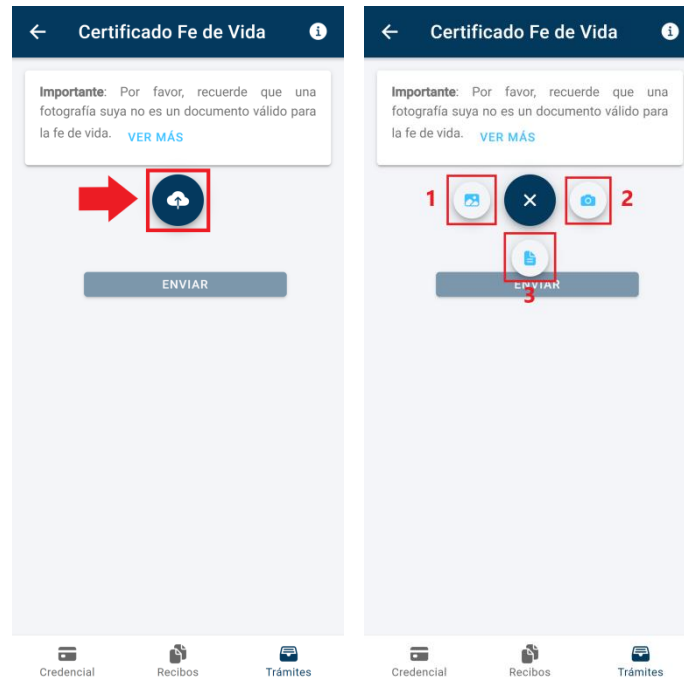 Certificado Fe de Vida
Importante: Por favor, recuerde que una
fotografía suya no es un documento válido para
la fe de vida. VER MÁS
ENVIAR
Credencial Recibos Trámites
Certificado Fe de Vida
Importante: Por favor, recuerde que una
fotografía suya no es un documento válido para
la fe de vida. VER MÁS
1 2
ENVIAR
3
Credencial Recibos Trámites